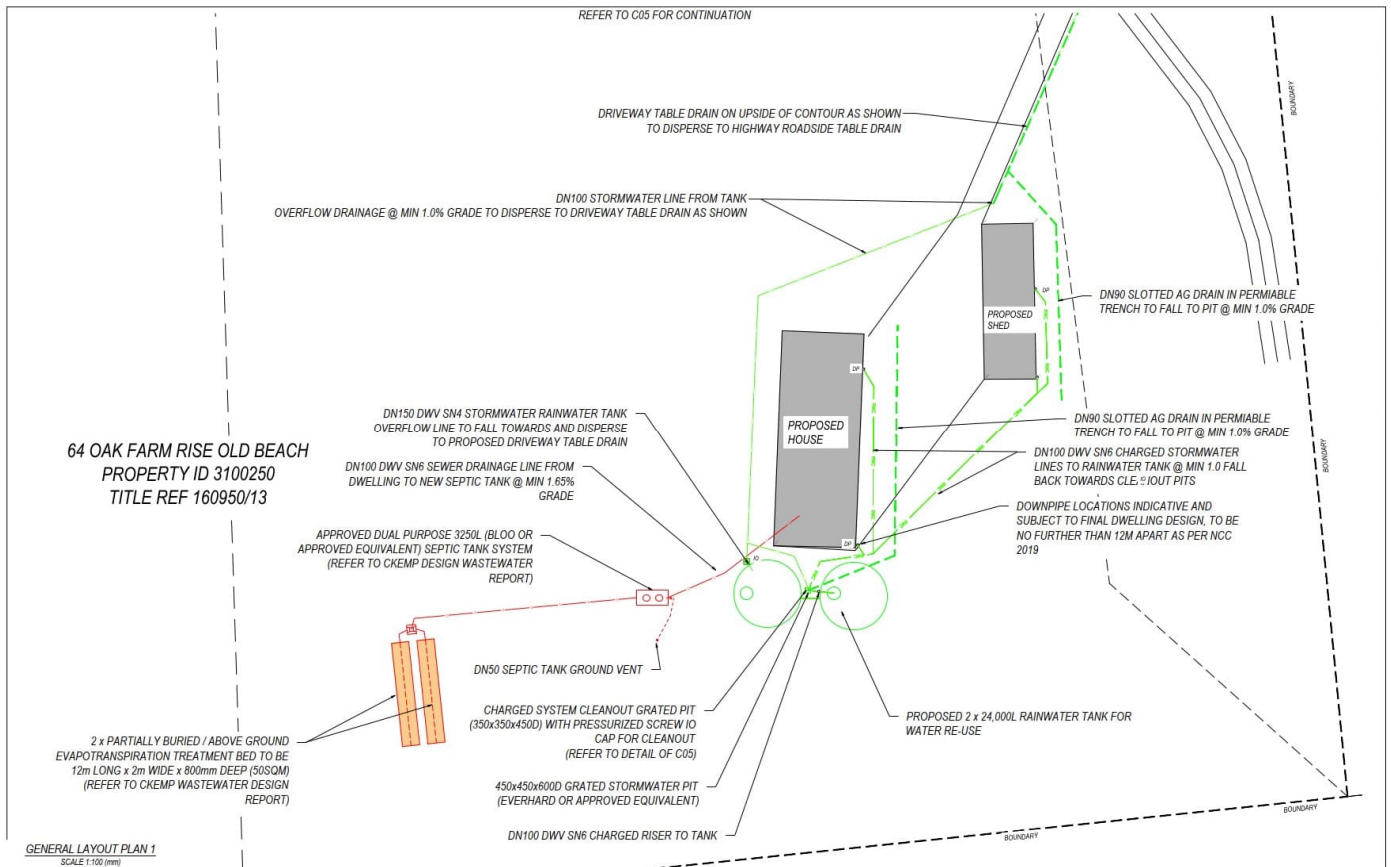 REFER TO C05 FOR CONTINUATION
BOUNDARY
DRIVEWAY TABLE DRAIN ON UPSIDE OF CONTOUR AS SHOWN
TO DISPERSE TO HIGHWAY ROADSIDE TABLE DRAIN
DN100 STORMWATER LINE FROM TANK
OVERFLOW DRAINAGE @ MIN 1.0% GRADE TO DISPERSE TO DRIVEWAY TABLE DRAIN AS SHOWN
DP
DN90 SLOTTED AG DRAIN IN PERMIABLE
TRENCH TO FALL TO PIT @ MIN 1.0% GRADE
PROPOSED
SHED
DP
PROPOSED
HOUSE
DN150 DWV SN4 STORMWATER RAINWATER TANK
OVERFLOW LINE TO FALL TOWARDS AND DISPERSE
TO PROPOSED DRIVEWAY TABLE DRAIN
DN90 SLOTTED AG DRAIN IN PERMIABLE
TRENCH TO FALL TO PIT @ MIN 1.0% GRADE
64 OAK FARM RISE OLD BEACH
PROPERTY ID 3100250
TITLE REF 160950/13
DN100 DWV SN6 SEWER DRAINAGE LINE FROM
DWELLING TO NEW SEPTIC TANK @ MIN 1.65%
GRADE
DN100 DWV SN6 CHARGED STORMWATER
LINES TO RAINWATER TANK @ MIN 1.0 FALL
BACK TOWARDS PITS
BOUNDARY
DOWNPIPE LOCATIONS INDICATIVE AND
SUBJECT TO FINAL DWELLING DESIGN, TO BE
NO FURTHER THAN 12M APART AS PER NCC
2019
APPROVED DUAL PURPOSE 3250L (BLOO OR
APPROVED EQUIVALENT) SEPTIC TANK SYSTEM
(REFER TO CKEMP DESIGN WASTEWATER
REPORT)
DP
IO
DN50 SEPTIC TANK GROUND VENT
CHARGED SYSTEM CLEANOUT GRATED PIT
(350x350x450D) WITH PRESSURIZED SCREW IO
CAP FOR CLEANOUT
(REFER TO DETAIL OF C05)
PROPOSED 2 x 24,000L RAINWATER TANK FOR
WATER RE-USE
2 x PARTIALLY BURIED / ABOVE GROUND
EVAPOTRANSPIRATION TREATMENT BED TO BE
12m LONG x 2m WIDE x 800mm DEEP (50SQM)
(REFER TO CKEMP WASTEWATER DESIGN
REPORT)
450x450x600D GRATED STORMWATER PIT
(EVERHARD OR APPROVED EQUIVALENT)
DN100 DWV SN6 CHARGED RISER TO TANK
BOUNDARY
BOUNDARY
GENERAL LAYOUT PLAN 1
SCALE 1:100 (mm)